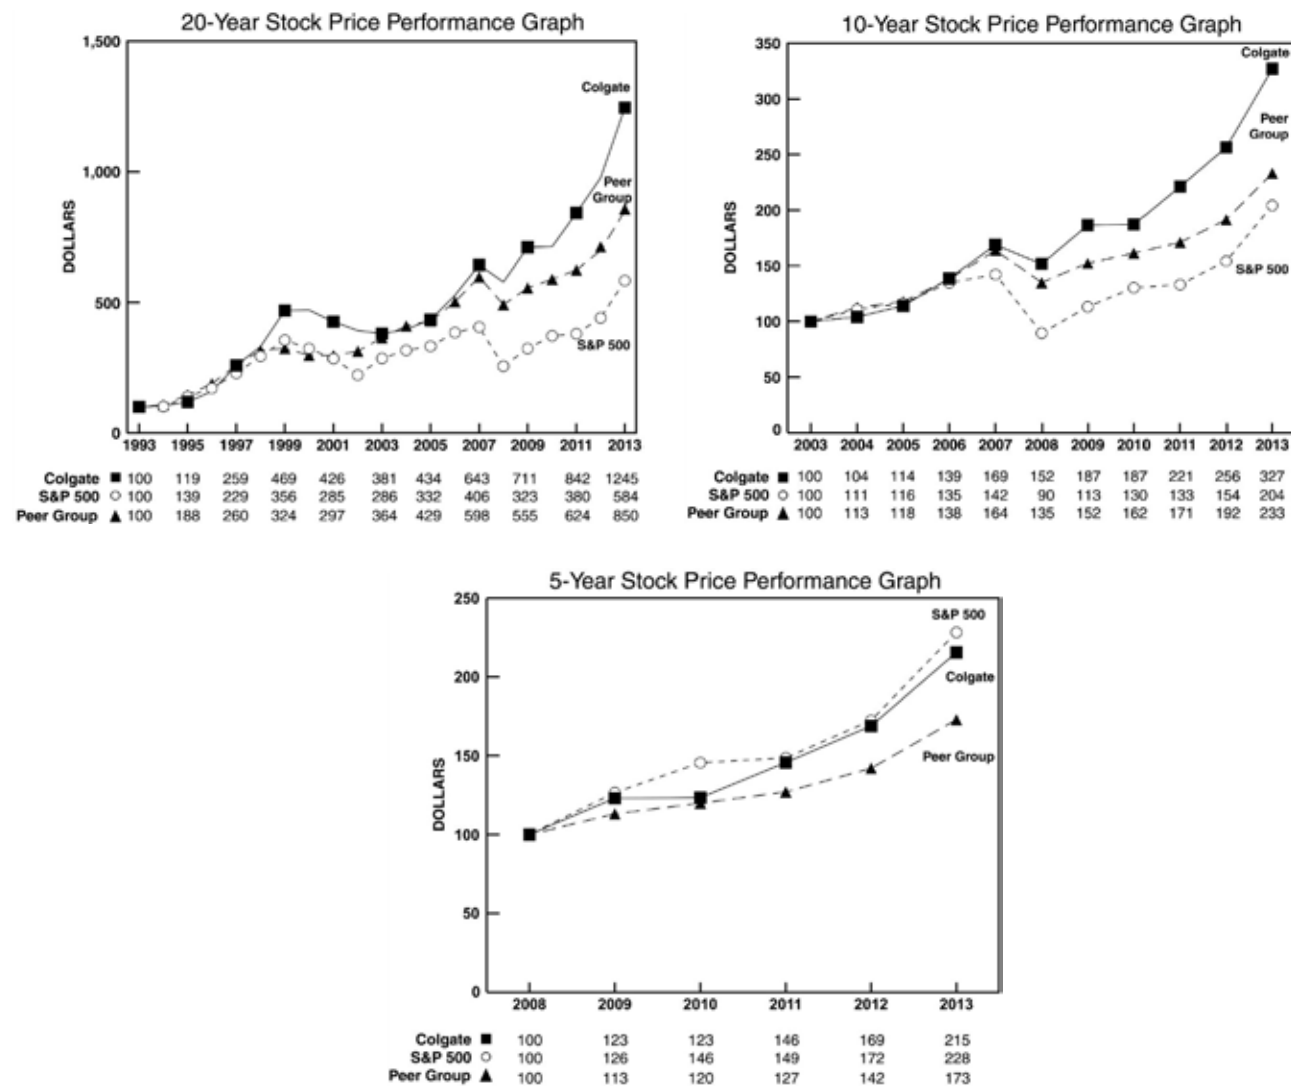 20-Year Stock Price Performance Graph
1,500
1,000
500
0
DOLLARS
Colgate
Peer
Group
S&P 500
1993 1995 1997 1999 2001 2003 2005 2007 2009 2011 2013
Colgate 100 119 259 469 426 381 434 643 711 842 1245
S&P 500 100 139 229 356 285 286 332 406 323 380 584
Peer Group 100 188 260 324 297 364 429 598 555 624 850
10-Year Stock Price Performance Graph
350
300
250
200
150
100
50
0
DOLLARS
Colgate
Peer
Group
S&P 500
2003 2004 2005 2006 2007 2008 2009 2010 2011 2012 2013
Colgate 100 104 114 139 169 152 187 187 221 256 327
S&P 500 100 111 116 135 142 90 113 130 133 154 204
Peer Group 100 113 118 138 164 135 152 162 171 192 233
5-Year Stock Price Performance Graph
250
200
150
100
50
0
DOLLARS
S&P 500
Colgate
Peer Group
2008 2009 2010 2011 2012 2013
Colgate 100 123 123 146 169 215
S&P 500 100 126 146 149 172 228
Peer Group 100 113 120 127 142 173